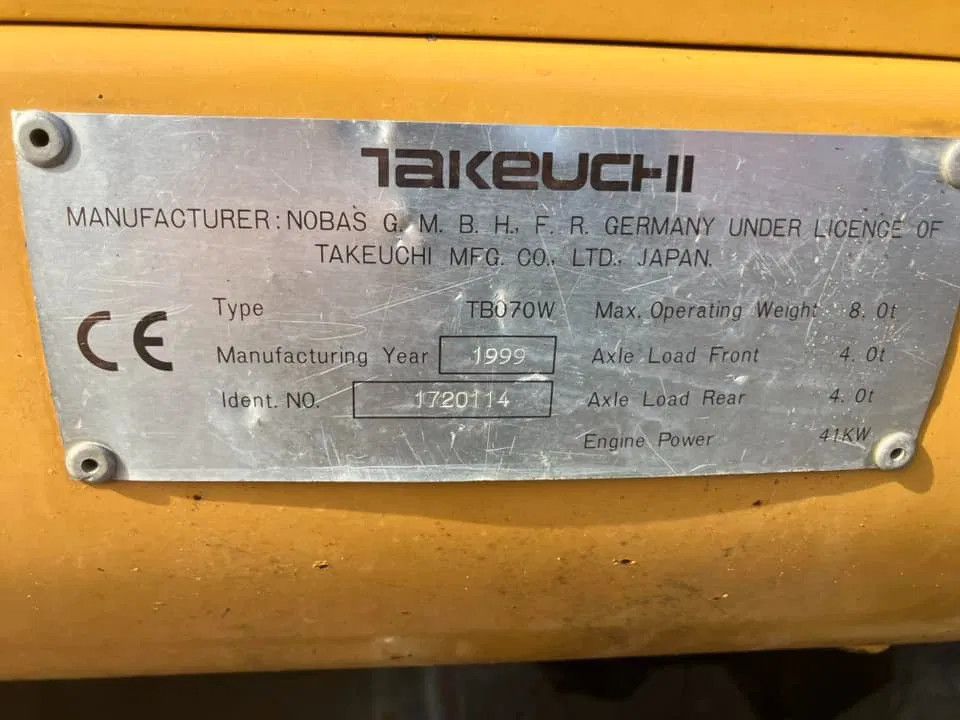 TAKEUCHI
MANUFACTURER: NOBAS G. M. B. H., F. R. GERMANY UNDER LICENCE OF
TAKEUCHI MFG. CO., LTD., JAPAN.
CE
Type TB070W Max. Operating Weight 8.0t
Manufacturing Year 1999 Axle Load Front 4.0t
Ident. NO. 1720114 Axle Load Rear 4.0t
Engine Power 41KW